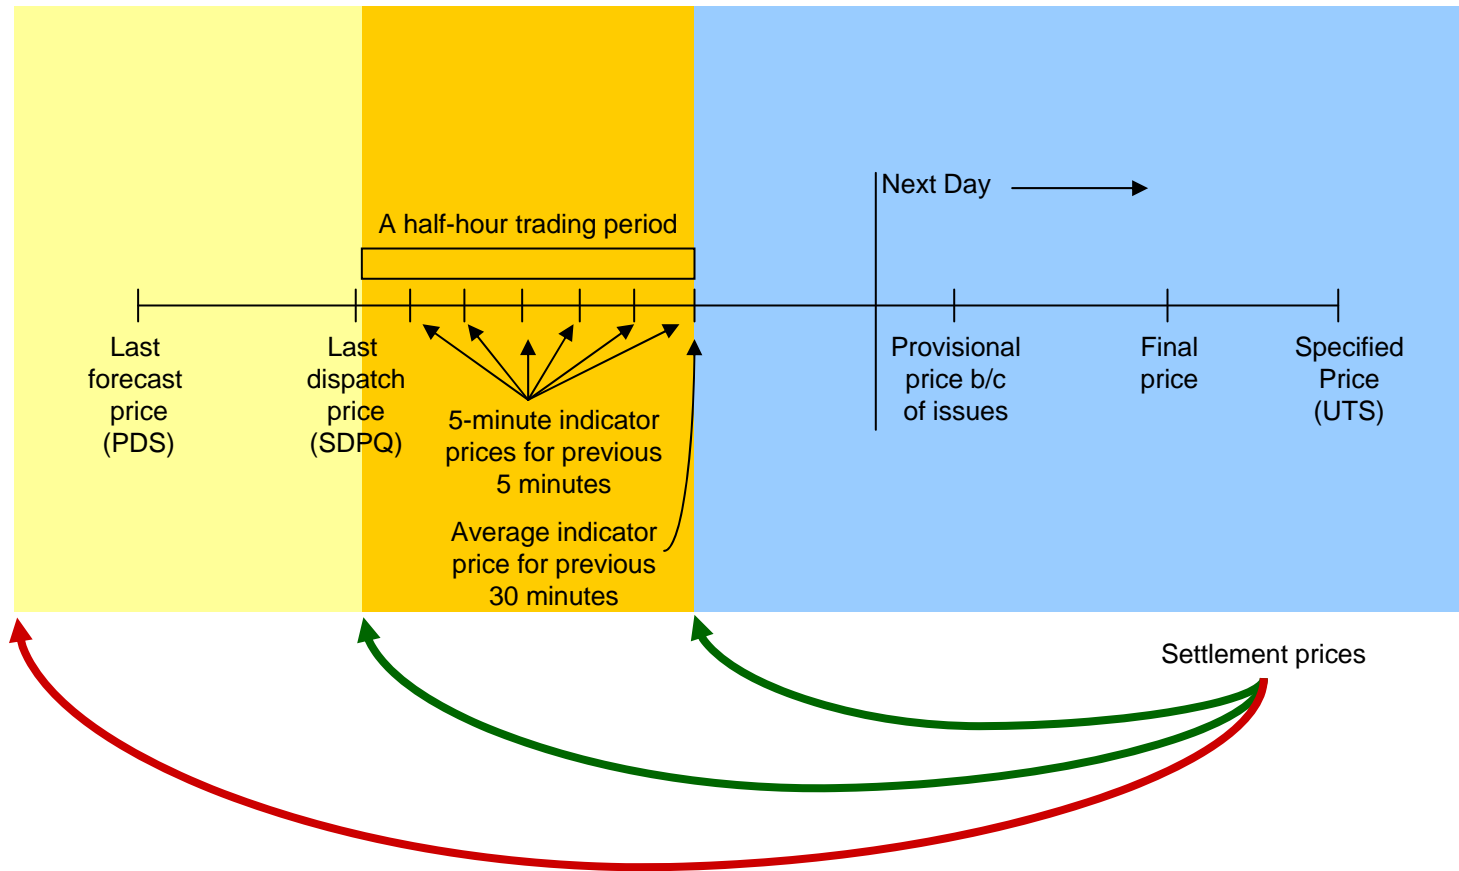 Next Day
A half-hour trading period
Last
forecast
price
(PDS)
Last
dispatch
price
(SDPQ)
5-minute indicator
prices for previous
5 minutes
Average indicator
price for previous
30 minutes
Provisional
price b/c
of issues
Final
price
Specified
Price
(UTS)
Settlement prices